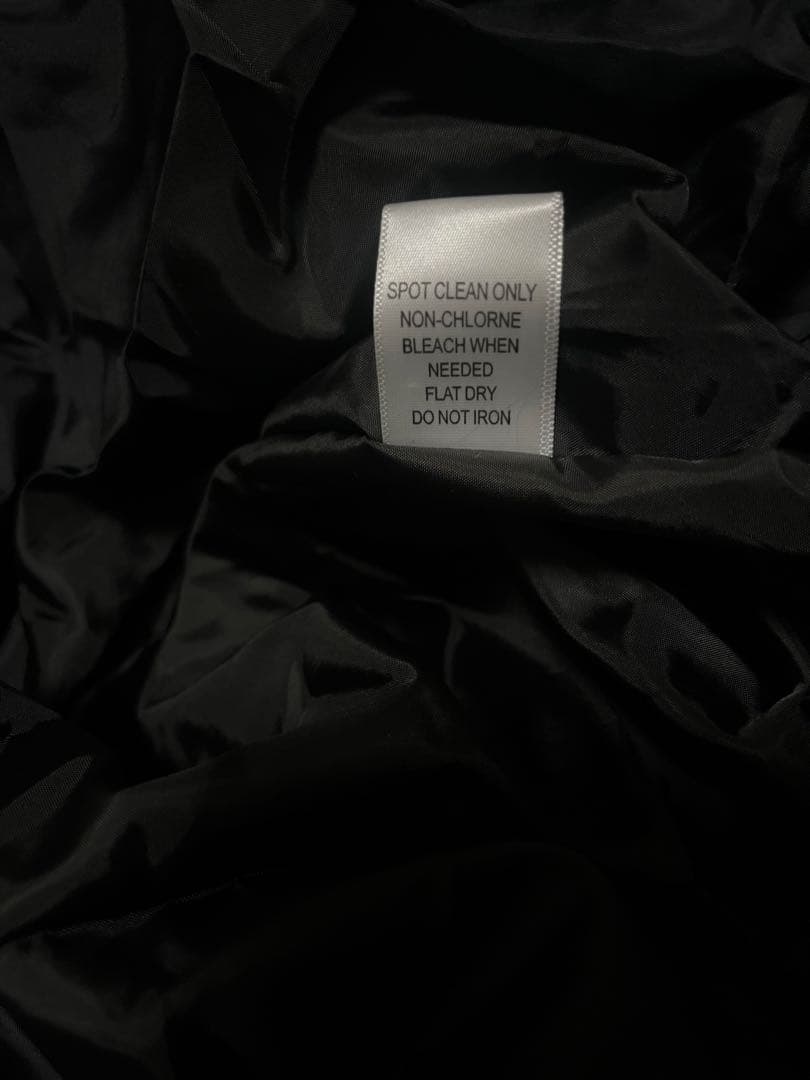 SPOT CLEAN ONLY
NON-CHLORNE
BLEACH WHEN
NEEDED
FLAT DRY
DO NOT IRON